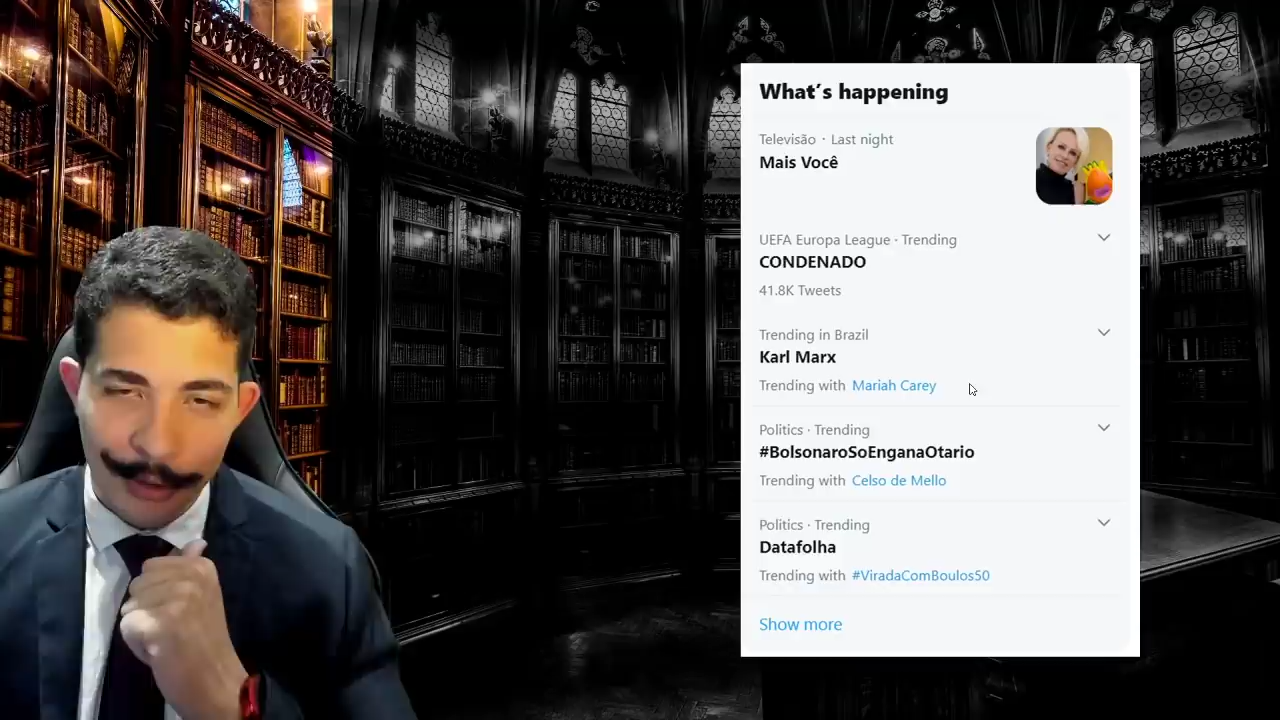 What's happening
Televisão · Last night
Mais Você
UEFA Europa League · Trending
CONDENADO
41.8K Tweets
Trending in Brazil
Karl Marx
Trending with Mariah Carey
Politics · Trending
#BolsonaroSoEnganaOtario
Trending with Celso de Mello
Politics · Trending
Datafolha
Trending with #ViradaComBoulos50
Show more